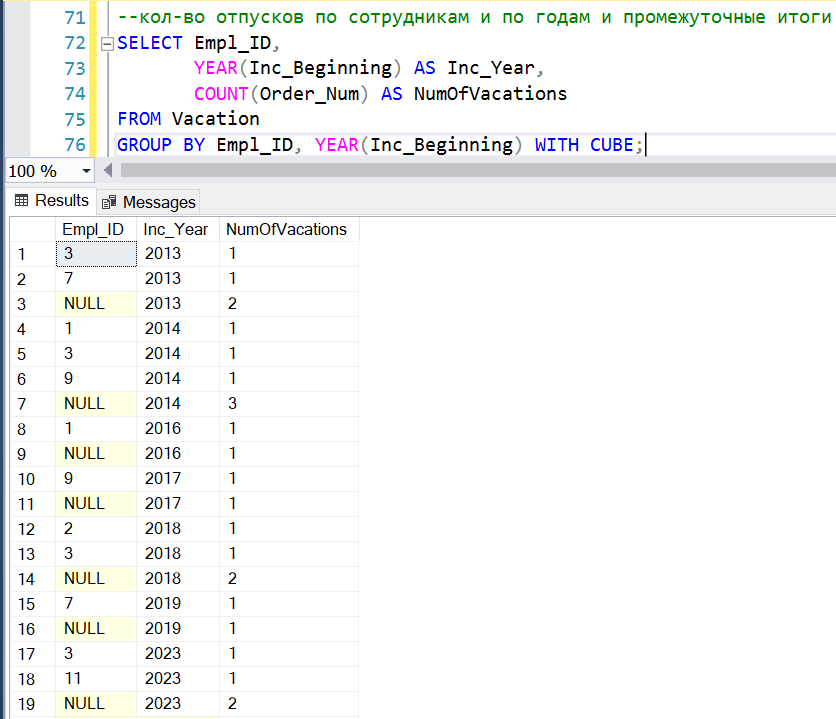 71 --кол-во отпусков по сотрудникам и по годам и промежуточные итоги
72 SELECT Empl_ID,
73 YEAR(Inc_Beginning) AS Inc_Year,
74 COUNT(Order_Num) AS NumOfVacations
75 FROM Vacation
76 GROUP BY Empl_ID, YEAR(Inc_Beginning) WITH CUBE;
100 %
Results Messages
Empl_ID Inc_Year NumOfVacations
1 3 2013 1
2 7 2013 1
3 NULL 2013 2
4 1 2014 1
5 3 2014 1
6 9 2014 1
7 NULL 2014 3
8 1 2016 1
9 NULL 2016 1
10 9 2017 1
11 NULL 2017 1
12 2 2018 1
13 3 2018 1
14 NULL 2018 2
15 7 2019 1
16 NULL 2019 1
17 3 2023 1
18 11 2023 1
19 NULL 2023 2